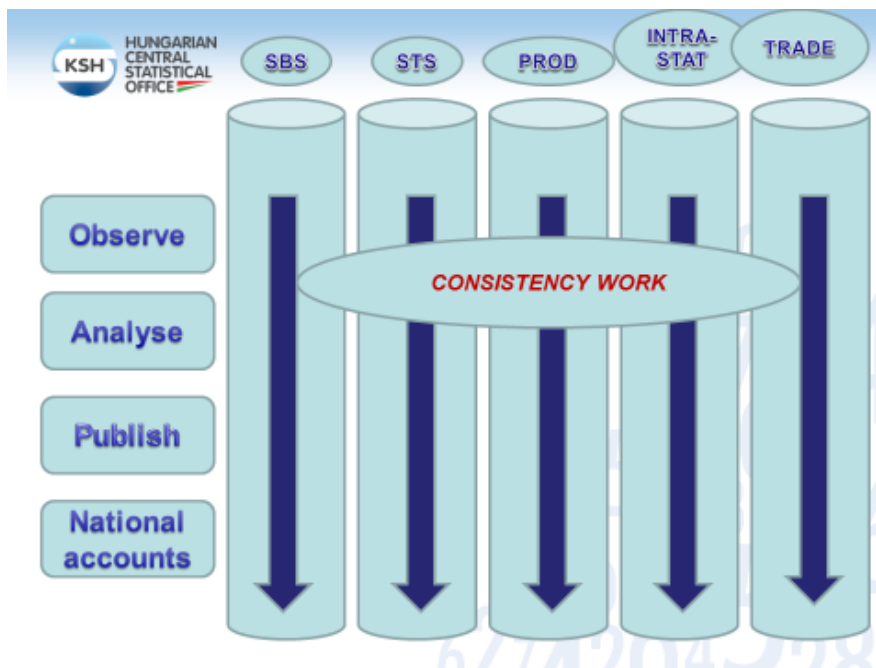 KSH
HUNGARIAN
CENTRAL
STATISTICAL
OFFICE
SBS
STS
PROD
INTRA-
STAT
TRADE
Observe
CONSISTENCY WORK
Analyse
Publish
National
accounts